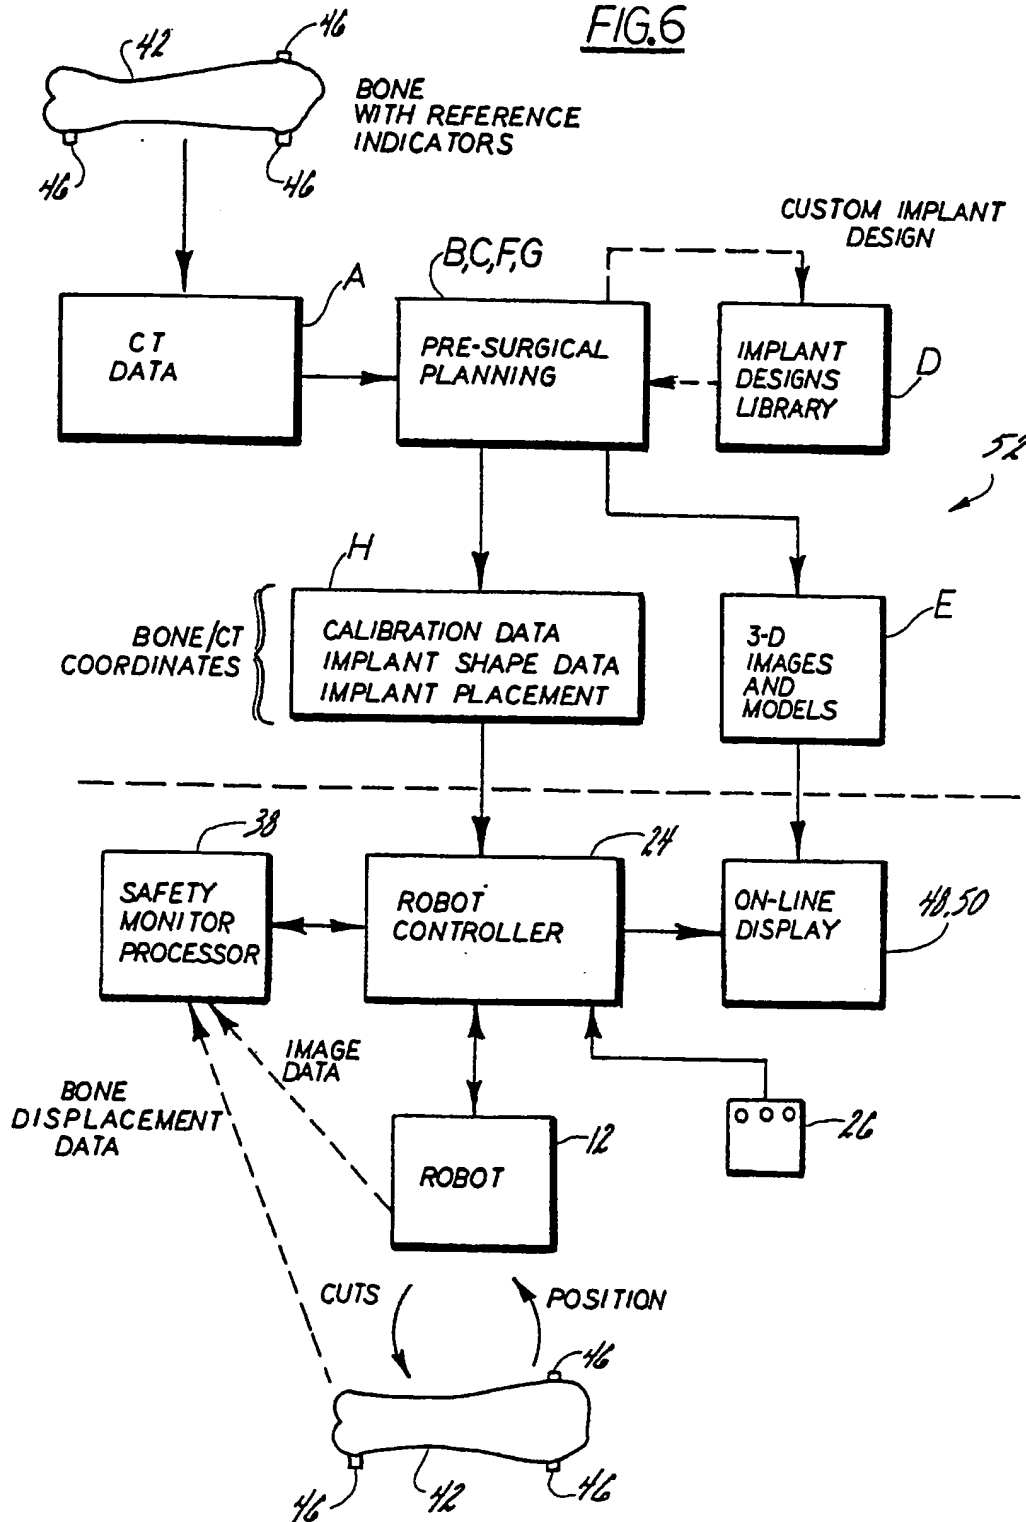 FIG.6
46
42
BONE
WITH REFERENCE
INDICATORS
46
46
CUSTOM IMPLANT
DESIGN
B,C,F,G
A
CT
DATA
PRE-SURGICAL
PLANNING
IMPLANT
DESIGNS
LIBRARY
D
52
H
BONE/CT
COORDINATES
CALIBRATION DATA
IMPLANT SHAPE DATA
IMPLANT PLACEMENT
E
3-D
IMAGES
AND
MODELS
38
24
SAFETY
MONITOR
PROCESSOR
ROBOT
CONTROLLER
ON-LINE
DISPLAY
48,50
IMAGE
DATA
BONE
DISPLACEMENT
DATA
12
26
ROBOT
CUTS
POSITION
46
46
42
46